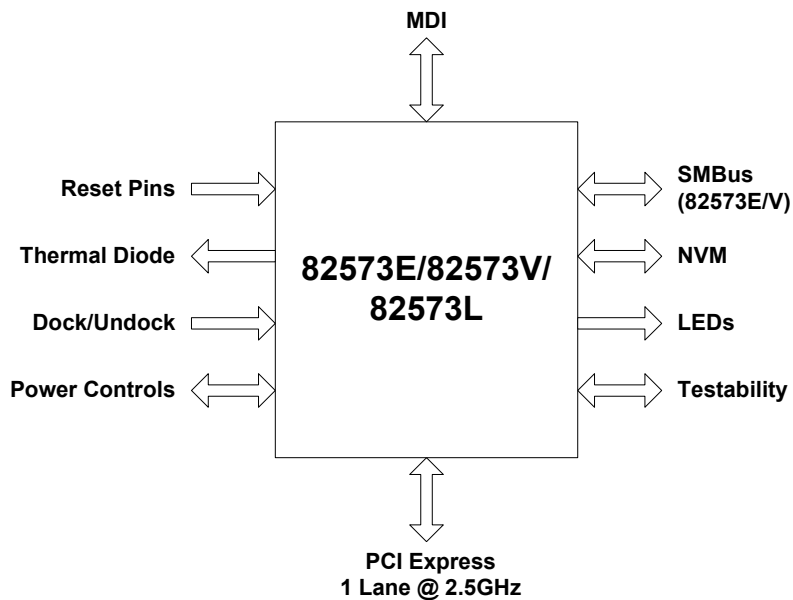 MDI
Reset Pins
Thermal Diode
Dock/Undock
Power Controls
82573E/82573V/
82573L
SMBus
(82573E/V)
NVM
LEDs
Testability
PCI Express
1 Lane @ 2.5GHz